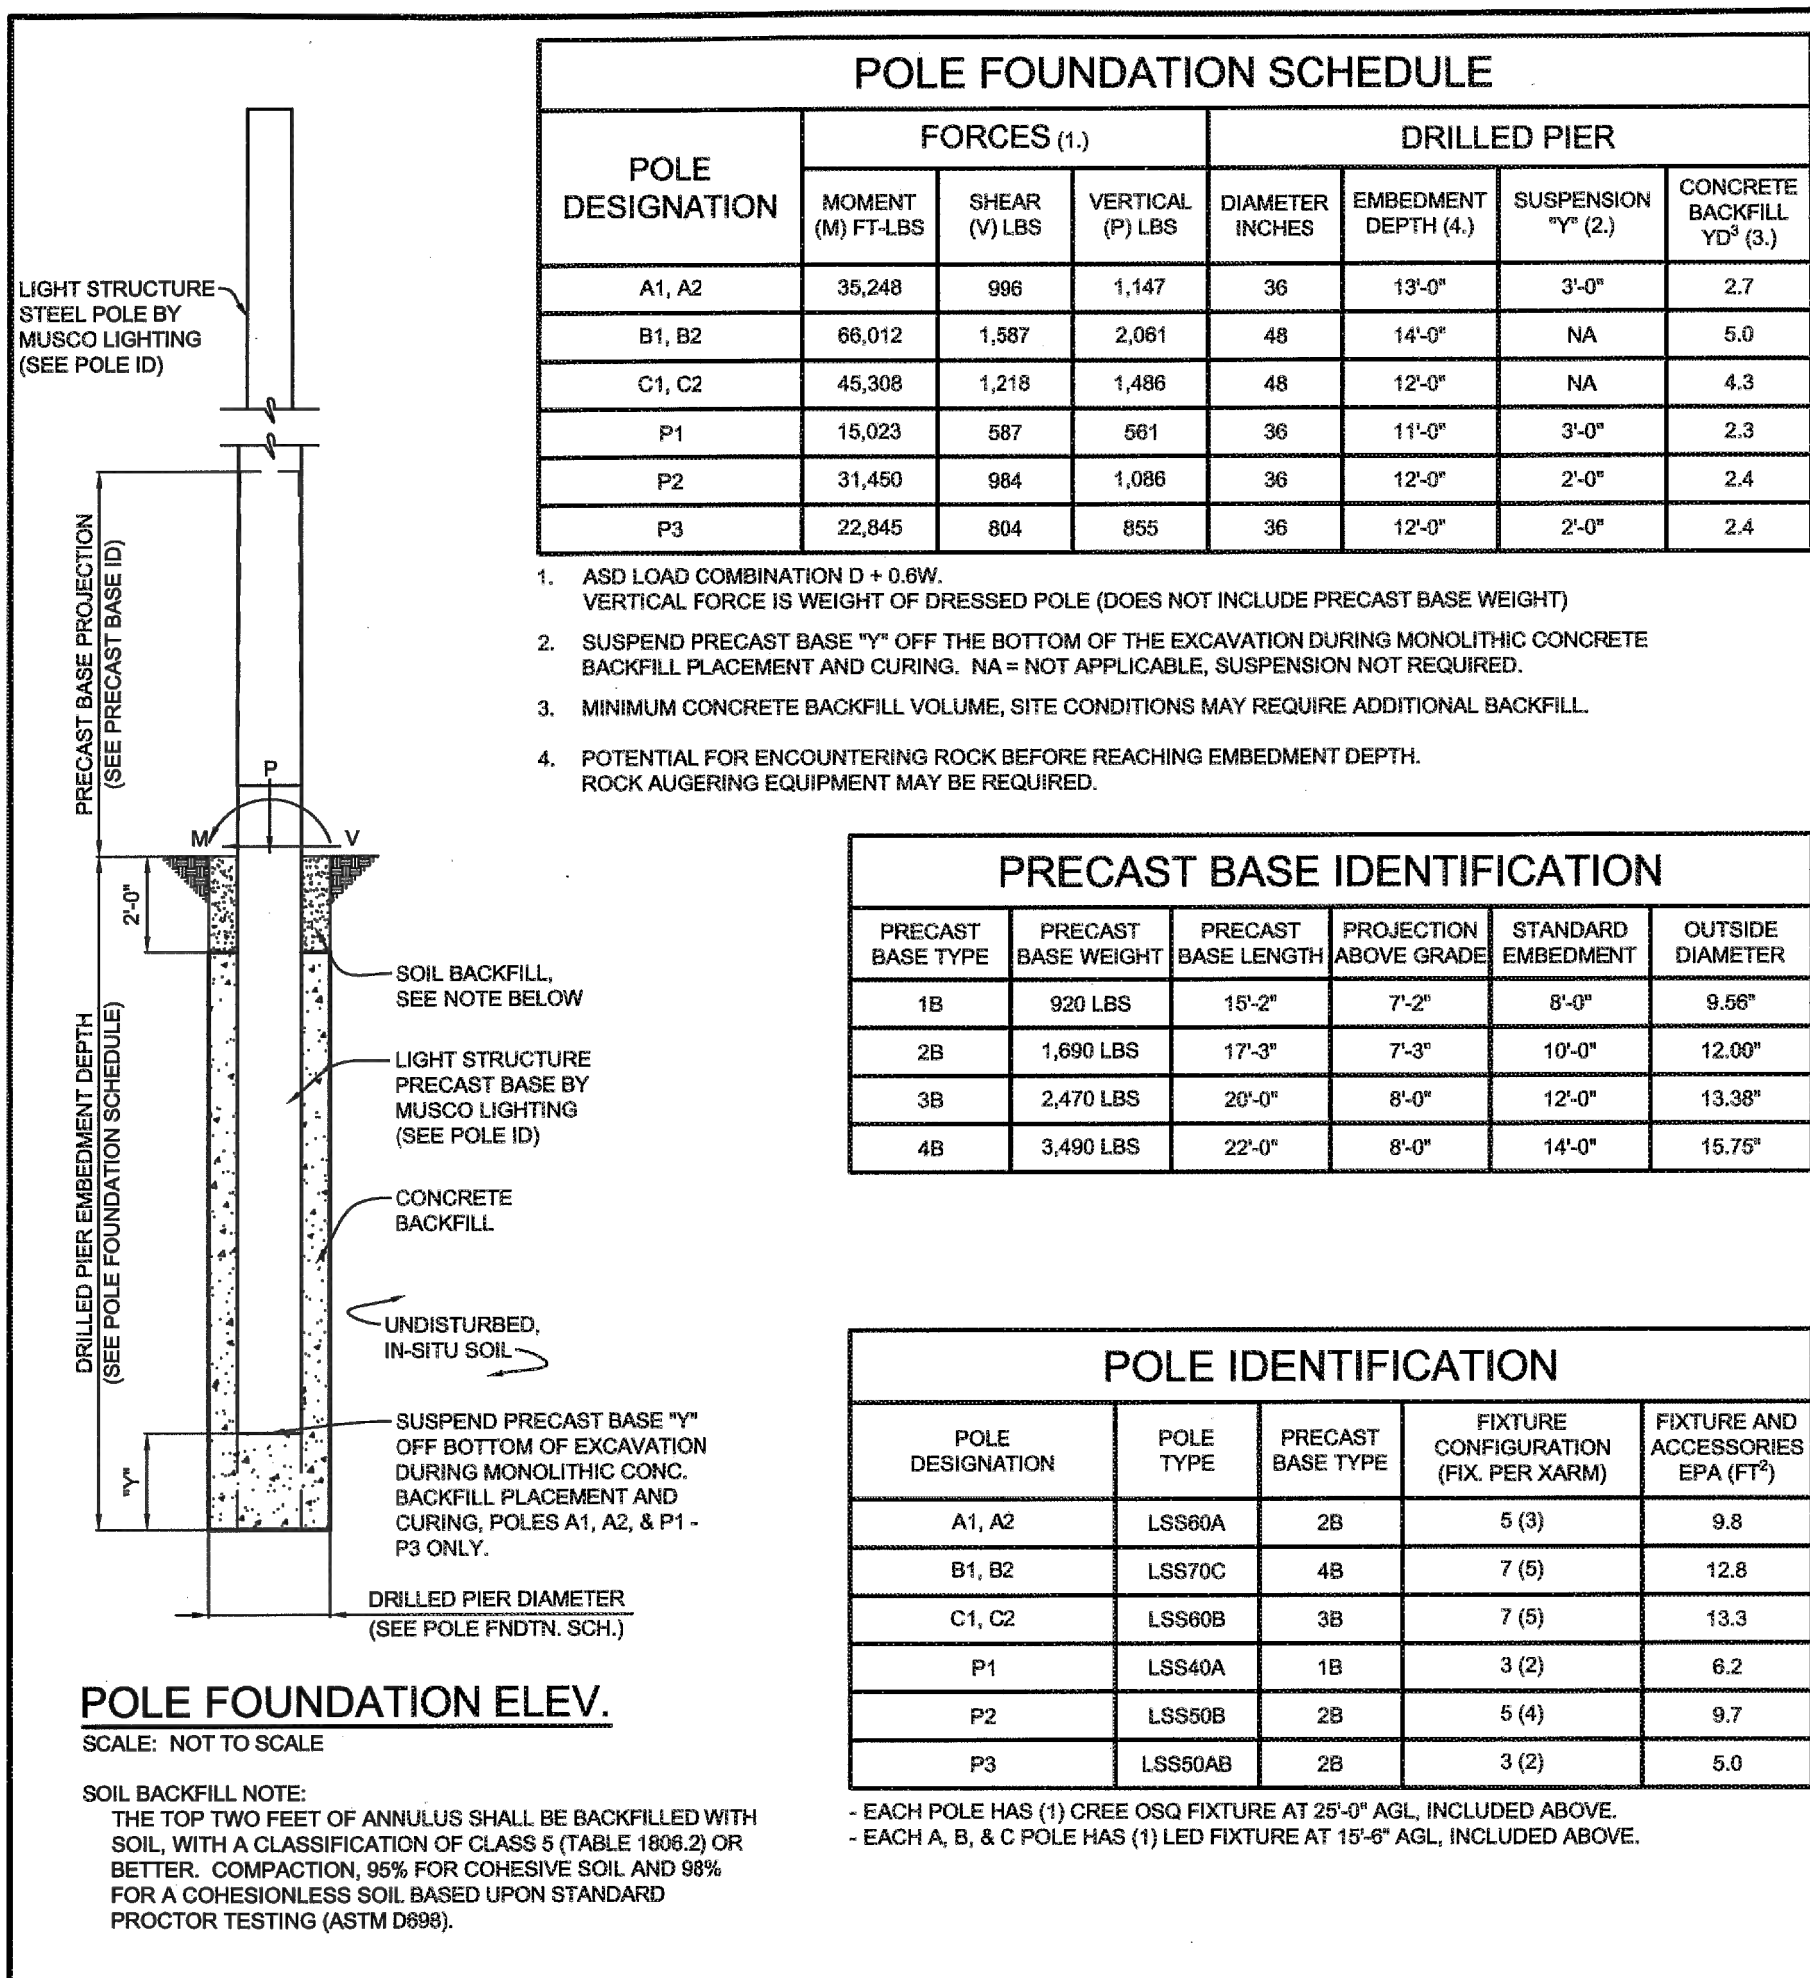 POLE FOUNDATION SCHEDULE
POLE DESIGNATION
FORCES (1.)
DRILLED PIER
MOMENT (M) FT-LBS
SHEAR (V) LBS
VERTICAL (P) LBS
DIAMETER INCHES
EMBEDMENT DEPTH (4.)
SUSPENSION "Y" (2.)
CONCRETE BACKFILL YD³ (3.)
A1, A2 35,248 996 1,147 36 13'-0" 3'-0" 2.7
B1, B2 66,012 1,587 2,061 48 14'-0" NA 5.0
C1, C2 45,308 1,218 1,486 48 12'-0" NA 4.3
P1 15,023 587 561 36 11'-0" 3'-0" 2.3
P2 31,450 984 1,086 36 12'-0" 2'-0" 2.4
P3 22,845 804 855 36 12'-0" 2'-0" 2.4
1. ASD LOAD COMBINATION D + 0.6W.
VERTICAL FORCE IS WEIGHT OF DRESSED POLE (DOES NOT INCLUDE PRECAST BASE WEIGHT)
2. SUSPEND PRECAST BASE "Y" OFF THE BOTTOM OF THE EXCAVATION DURING MONOLITHIC CONCRETE
BACKFILL PLACEMENT AND CURING. NA = NOT APPLICABLE, SUSPENSION NOT REQUIRED.
3. MINIMUM CONCRETE BACKFILL VOLUME, SITE CONDITIONS MAY REQUIRE ADDITIONAL BACKFILL.
4. POTENTIAL FOR ENCOUNTERING ROCK BEFORE REACHING EMBEDMENT DEPTH.
ROCK AUGERING EQUIPMENT MAY BE REQUIRED.
LIGHT STRUCTURE
STEEL POLE BY
MUSCO LIGHTING
(SEE POLE ID)
PRECAST BASE PROJECTION
(SEE PRECAST BASE ID)
P
M
V
2'-0"
SOIL BACKFILL,
SEE NOTE BELOW
LIGHT STRUCTURE
PRECAST BASE BY
MUSCO LIGHTING
(SEE POLE ID)
DRILLED PIER EMBEDMENT DEPTH
(SEE POLE FOUNDATION SCHEDULE)
CONCRETE
BACKFILL
UNDISTURBED,
IN-SITU SOIL
"Y"
SUSPEND PRECAST BASE "Y"
OFF BOTTOM OF EXCAVATION
DURING MONOLITHIC CONC.
BACKFILL PLACEMENT AND
CURING, POLES A1, A2, & P1 -
P3 ONLY.
DRILLED PIER DIAMETER
(SEE POLE FNDTN. SCH.)
POLE FOUNDATION ELEV.
SCALE: NOT TO SCALE
SOIL BACKFILL NOTE:
THE TOP TWO FEET OF ANNULUS SHALL BE BACKFILLED WITH
SOIL, WITH A CLASSIFICATION OF CLASS 5 (TABLE 1806.2) OR
BETTER. COMPACTION, 95% FOR COHESIVE SOIL AND 98%
FOR A COHESIONLESS SOIL BASED UPON STANDARD
PROCTOR TESTING (ASTM D698).
PRECAST BASE IDENTIFICATION
PRECAST BASE TYPE
PRECAST BASE WEIGHT
PRECAST BASE LENGTH
PROJECTION ABOVE GRADE
STANDARD EMBEDMENT
OUTSIDE DIAMETER
1B 920 LBS 15'-2" 7'-2" 8'-0" 9.56"
2B 1,690 LBS 17'-3" 7'-3" 10'-0" 12.00"
3B 2,470 LBS 20'-0" 8'-0" 12'-0" 13.38"
4B 3,490 LBS 22'-0" 8'-0" 14'-0" 15.75"
POLE IDENTIFICATION
POLE DESIGNATION
POLE TYPE
PRECAST BASE TYPE
FIXTURE CONFIGURATION (FIX. PER XARM)
FIXTURE AND ACCESSORIES EPA (FT²)
A1, A2 LSS60A 2B 5 (3) 9.8
B1, B2 LSS70C 4B 7 (5) 12.8
C1, C2 LSS60B 3B 7 (5) 13.3
P1 LSS40A 1B 3 (2) 6.2
P2 LSS50B 2B 5 (4) 9.7
P3 LSS50AB 2B 3 (2) 5.0
- EACH POLE HAS (1) CREE OSQ FIXTURE AT 25'-0" AGL, INCLUDED ABOVE.
- EACH A, B, & C POLE HAS (1) LED FIXTURE AT 15'-6" AGL, INCLUDED ABOVE.